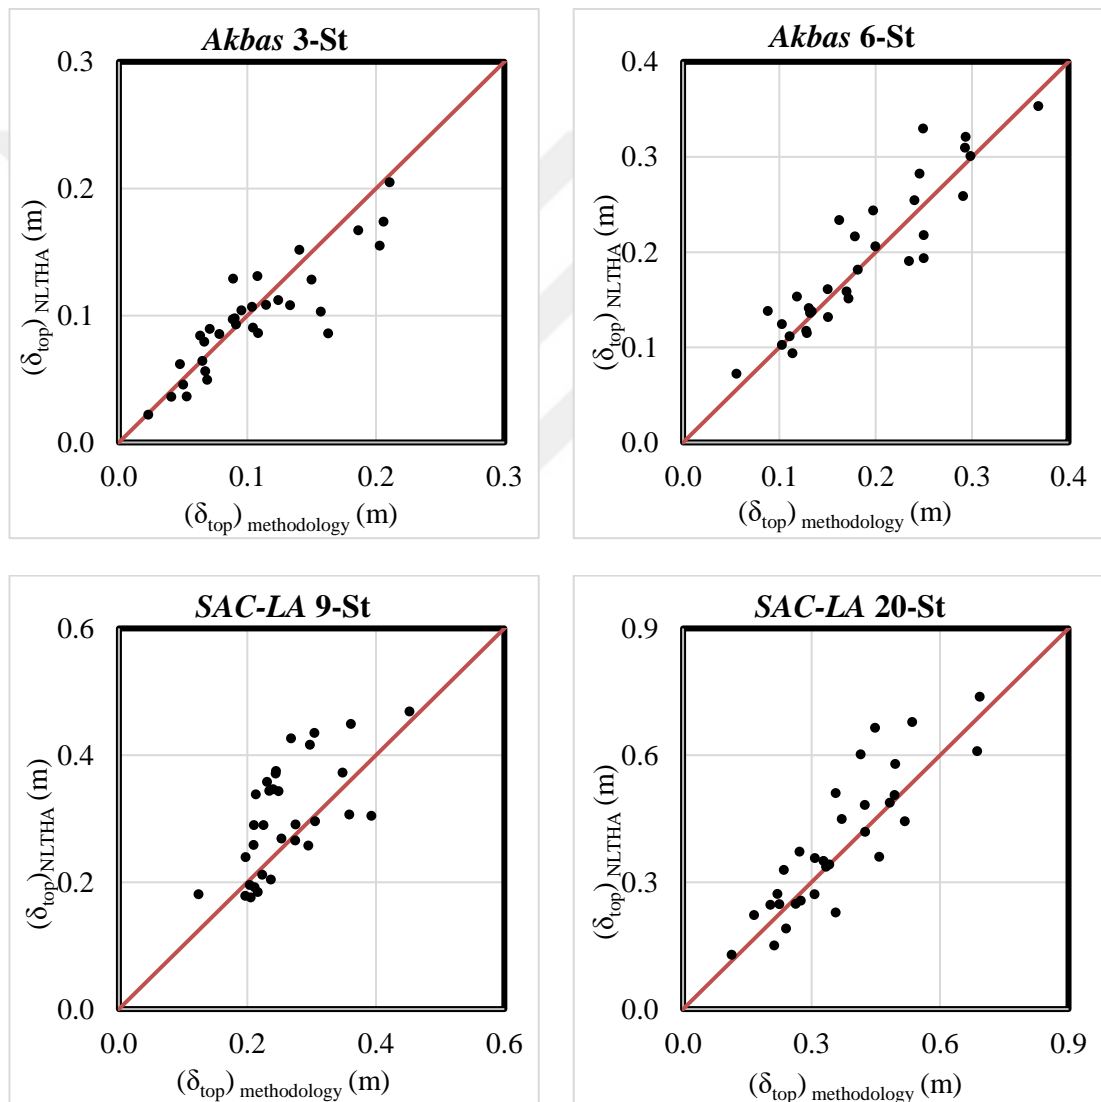 Akbas 3-St
0.3
0.2
0.1
0.0
0.0 0.1 0.2 0.3
(δtop) NLTHA (m)
(δtop) methodology (m)
Akbas 6-St
0.4
0.3
0.2
0.1
0.0
0.0 0.1 0.2 0.3 0.4
(δtop) NLTHA (m)
(δtop) methodology (m)
SAC-LA 9-St
0.6
0.4
0.2
0.0
0.0 0.2 0.4 0.6
(δtop)NLTHA (m)
(δtop) methodology (m)
SAC-LA 20-St
0.9
0.6
0.3
0.0
0.0 0.3 0.6 0.9
(δtop) NLTHA (m)
(δtop) methodology (m)